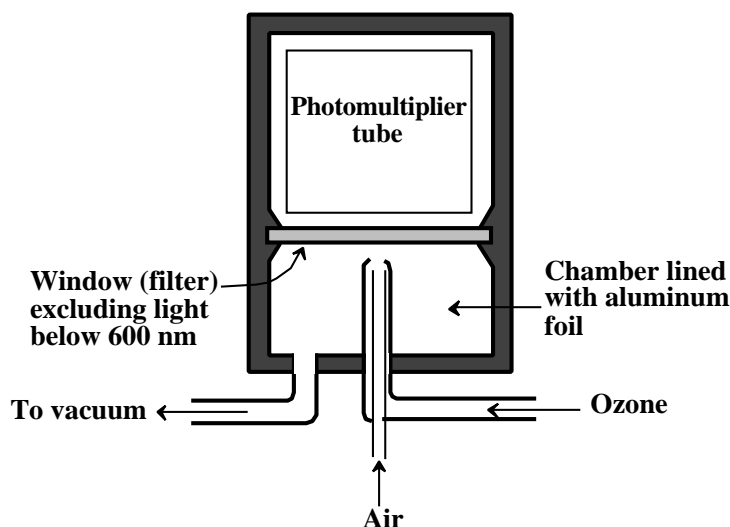 Photomultiplier
tube
Window (filter)
excluding light
below 600 nm
Chamber lined
with aluminum
foil
To vacuum
Ozone
Air